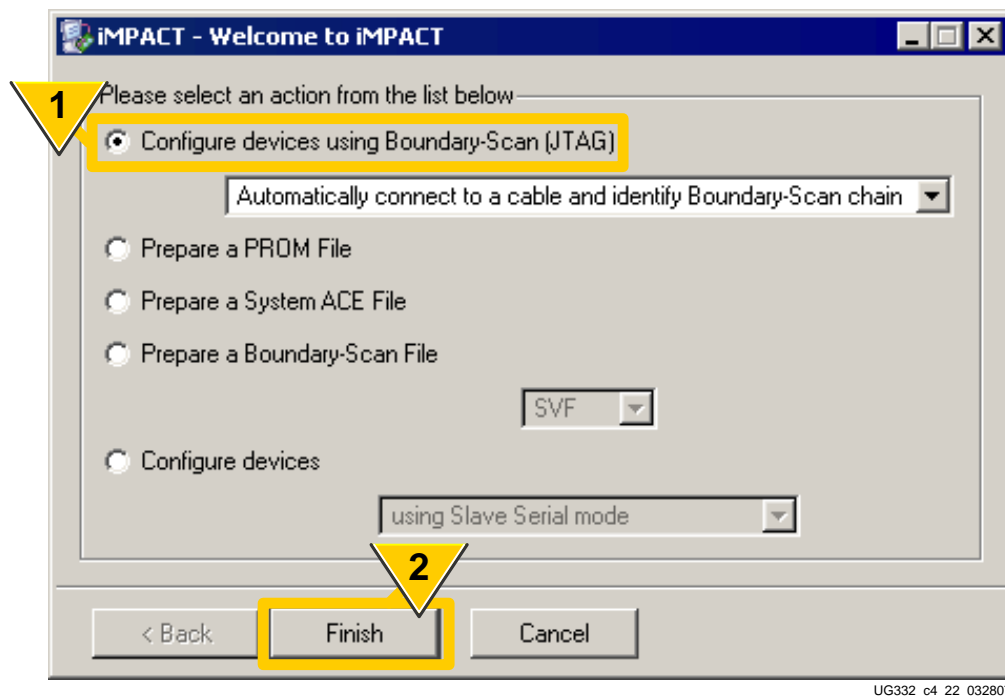 iMPACT - Welcome to iMPACT
1
Please select an action from the list below
Configure devices using Boundary-Scan (JTAG)
Automatically connect to a cable and identify Boundary-Scan chain
Prepare a PROM File
Prepare a System ACE File
Prepare a Boundary-Scan File
SVF
Configure devices
using Slave Serial mode
2
< Back
Finish
Cancel
UG332_c4_22_03280